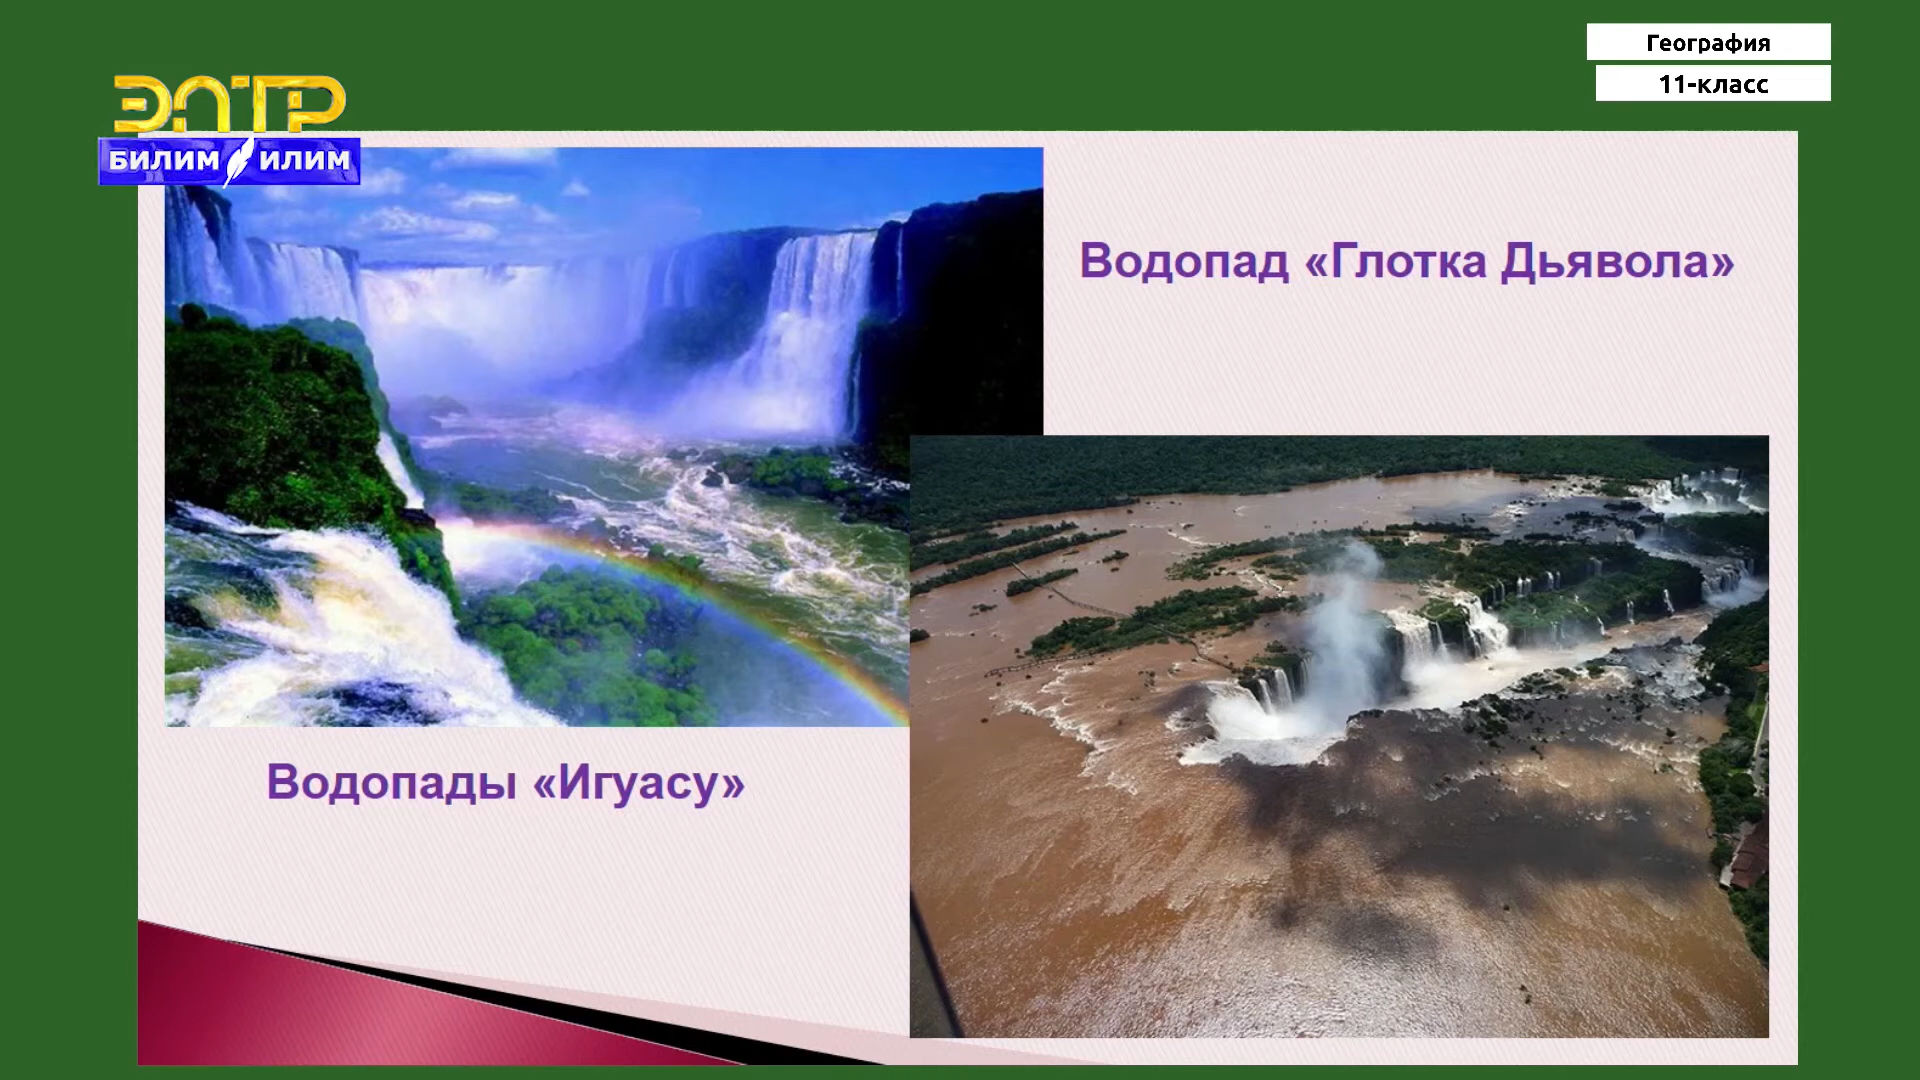 География
11-класс
ЭЛТР
БИЛИМ ИЛИМ
Водопад «Глотка Дьявола»
Водопады «Игуасу»